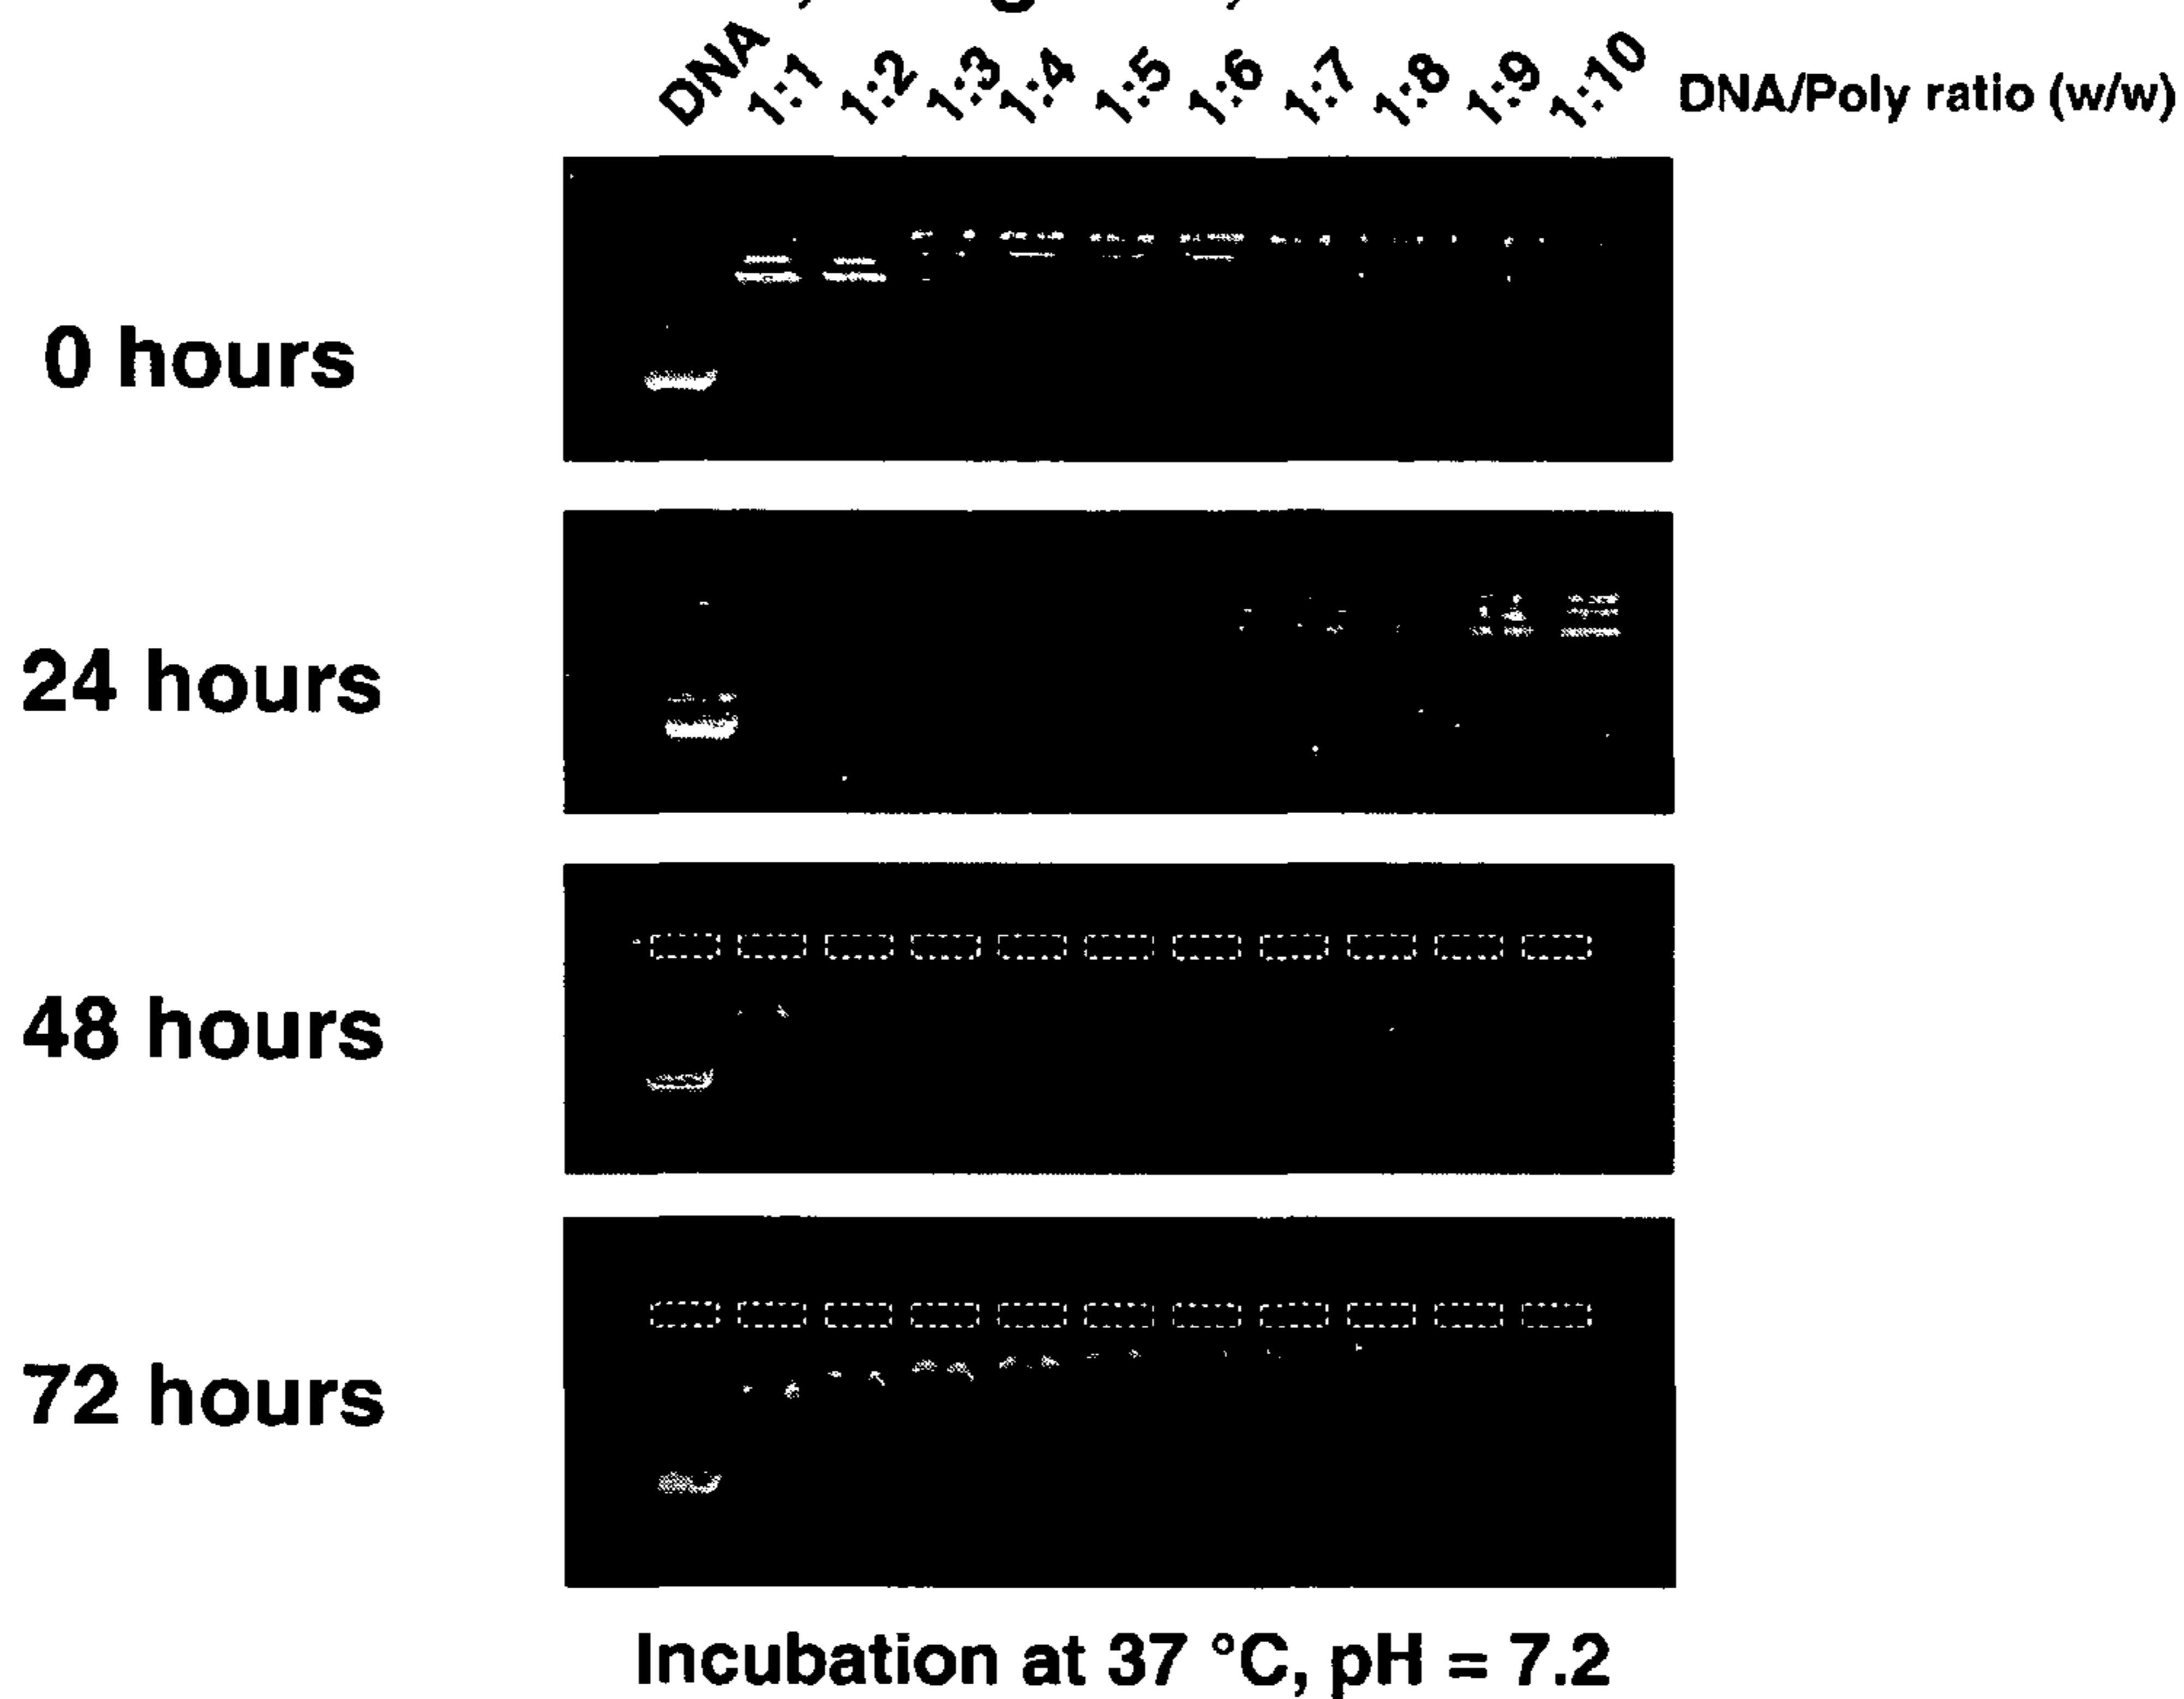 DNA 1:1 1:2 1:3 1:4 1:5 1:6 1:7 1:8 1:9 1:10 DNA/Poly ratio (w/w)
0 hours
24 hours
48 hours
72 hours
Incubation at 37 °C, pH = 7.2